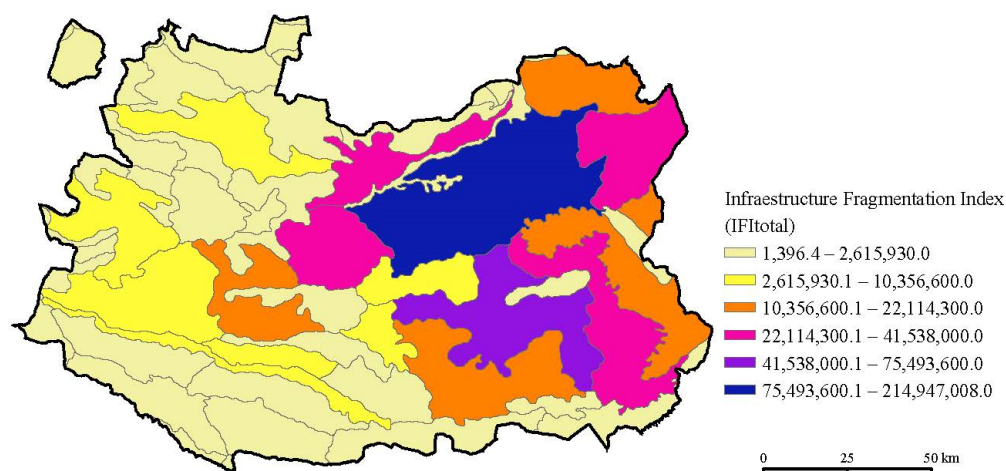 Infraestructure Fragmentation Index
(IFItotal)
1,396.4 – 2,615,930.0
2,615,930.1 – 10,356,600.0
10,356,600.1 – 22,114,300.0
22,114,300.1 – 41,538,000.0
41,538,000.1 – 75,493,600.0
75,493,600.1 – 214,947,008.0
0 25 50 km